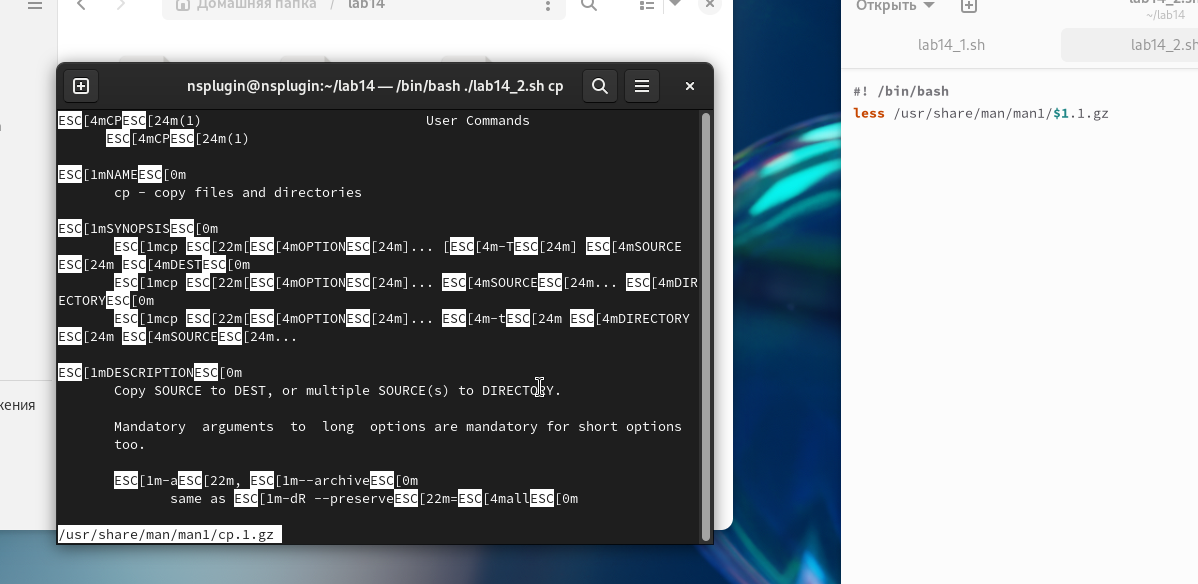 Домашняя папка / lab14
nsplugin@nsplugin:~/lab14 — /bin/bash ./lab14_2.sh cp
ESC[4mCPESC[24m(1) User Commands
ESC[4mCPESC[24m(1)
ESC[1mNAMEESC[0m
cp - copy files and directories
ESC[1mSYNOPSISESC[0m
ESC[1mcp ESC[22m[ESC[4mOPTIONESC[24m]... [ESC[4m-TESC[24m] ESC[4mSOURCE
ESC[24m ESC[4mDESTESC[0m
ESC[1mcp ESC[22m[ESC[4mOPTIONESC[24m]... ESC[4mSOURCEESC[24m... ESC[4mDIR
ECTORYESC[0m
ESC[1mcp ESC[22m[ESC[4mOPTIONESC[24m]... ESC[4m-tESC[24m ESC[4mDIRECTORY
ESC[24m ESC[4mSOURCEESC[24m...
ESC[1mDESCRIPTIONESC[0m
Copy SOURCE to DEST, or multiple SOURCE(s) to DIRECTORY.
Mandatory arguments to long options are mandatory for short options
too.
ESC[1m-aESC[22m, ESC[1m--archiveESC[0m
same as ESC[1m-dR --preserveESC[22m=ESC[4mallESC[0m
/usr/share/man/man1/cp.1.gz
жения
Открыть
lab14_2.sh
~/lab14
lab14_1.sh
lab14_2.sh
#! /bin/bash
less /usr/share/man/man1/$1.1.gz